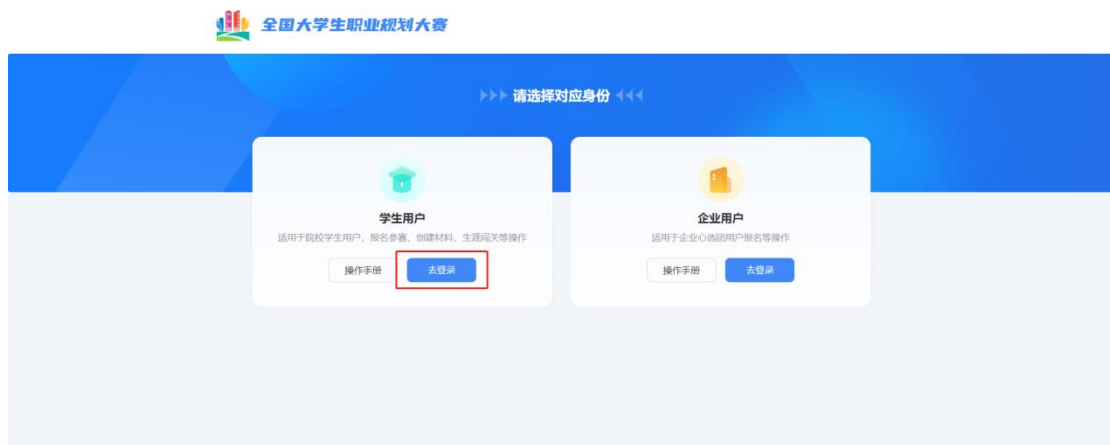 全国大学生职业规划大赛
请选择对应身份
学生用户
适用于院校学生用户、报名参赛、创建材料、生涯闯关等操作
操作手册
去登录
企业用户
适用于企业心选团用户报名等操作
操作手册
去登录